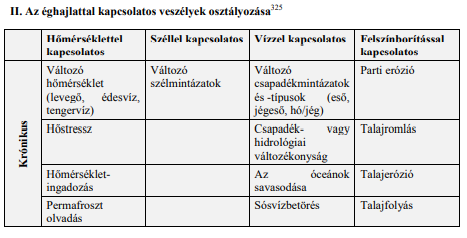 II. Az éghajlattal kapcsolatos veszélyek osztályozása325
Hőmérséklettel
kapcsolatos
Széllel kapcsolatos
Vízzel kapcsolatos
Felszínborítással
kapcsolatos
Krónikus
Változó
hőmérséklet
(levegő, édesvíz,
tengervíz)
Változó
szélmintázatok
Változó
csapadékmintázatok
és -típusok (eső,
jégeső, hó/jég)
Parti erózió
Hőstressz
Csapadék- vagy
hidrológiai
változékonyság
Talajromlás
Hőmérséklet-
ingadozás
Az óceánok
savasodása
Talajerózió
Permafroszt
olvadás
Sósvízbetörés
Talajfolyás